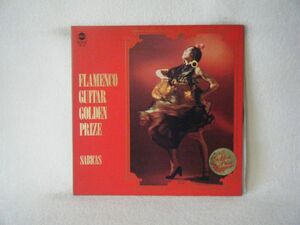 FLAMENCO
GUITAR
GOLDEN
PRIZE
SABICAS